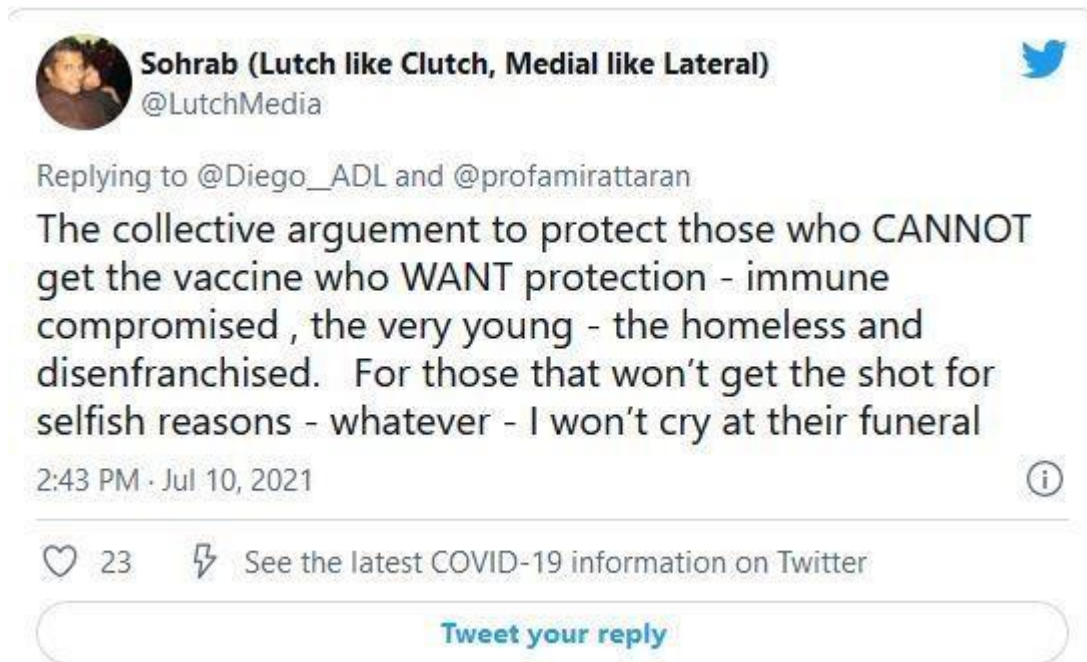 Sohrab (Lutch like Clutch, Medial like Lateral)
@LutchMedia
Replying to @Diego__ADL and @profamirattaran
The collective arguement to protect those who CANNOT
get the vaccine who WANT protection - immune
compromised , the very young - the homeless and
disenfranchised.   For those that won’t get the shot for
selfish reasons - whatever - I won’t cry at their funeral
2:43 PM · Jul 10, 2021
23 See the latest COVID-19 information on Twitter
Tweet your reply